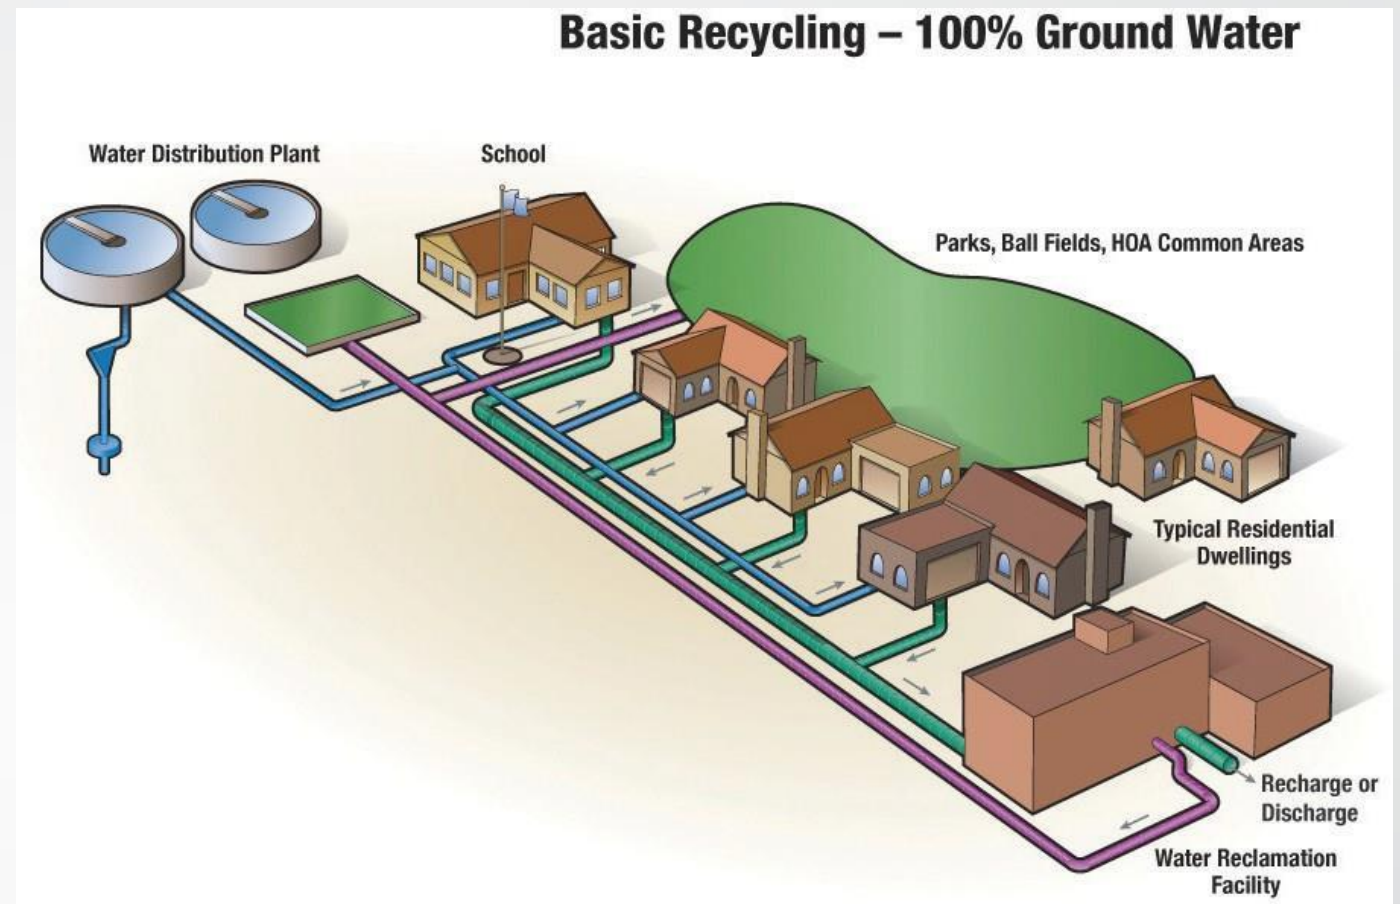 Basic Recycling – 100% Ground Water
Water Distribution Plant
School
Parks, Ball Fields, HOA Common Areas
Typical Residential
Dwellings
Recharge or
Discharge
Water Reclamation
Facility